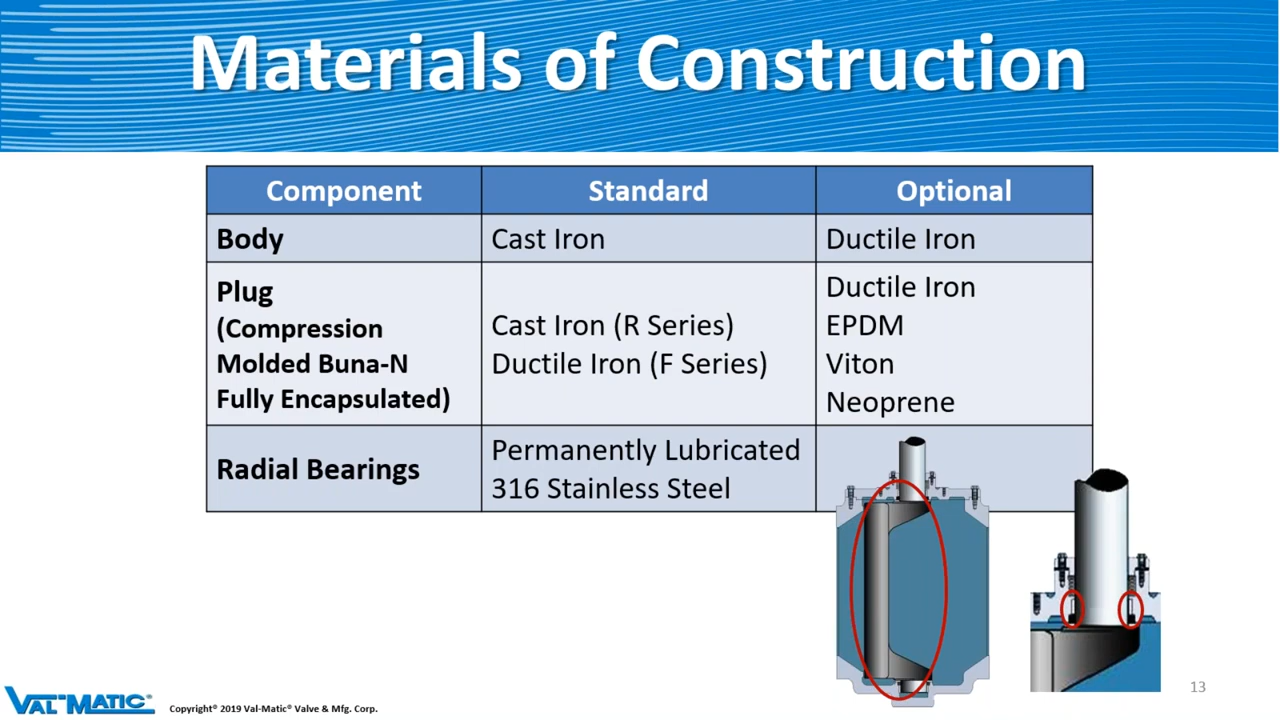 Materials of Construction
Component Standard Optional
Body Cast Iron Ductile Iron
Plug
(Compression
Molded Buna-N
Fully Encapsulated)
Cast Iron (R Series)
Ductile Iron (F Series)
Ductile Iron
EPDM
Viton
Neoprene
Radial Bearings
Permanently Lubricated
316 Stainless Steel
13
VAL-MATIC®
Copyright® 2019 Val-Matic® Valve & Mfg. Corp.